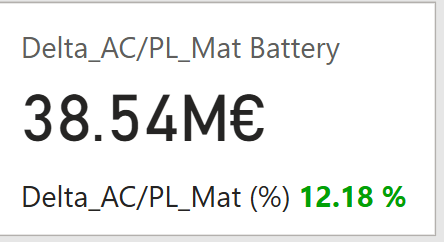 Delta_AC/PL_Mat Battery
38.54M€
Delta_AC/PL_Mat (%) 12.18 %